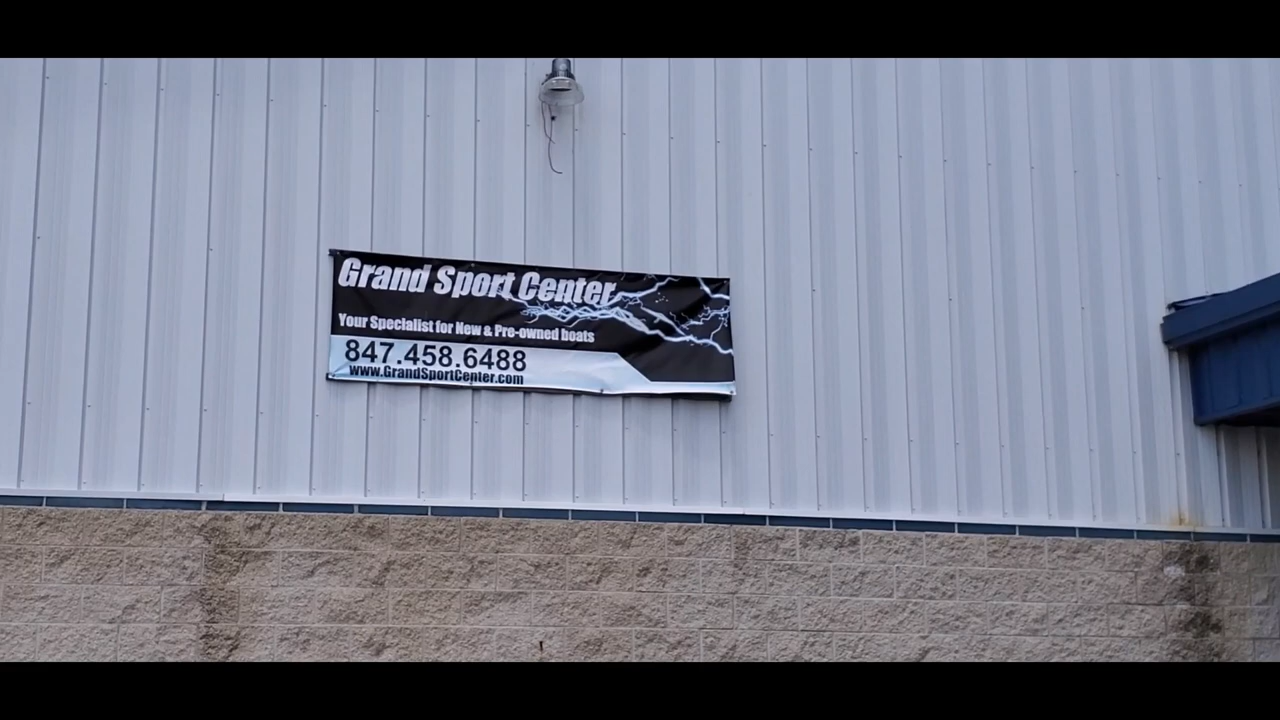 Grand Sport Center
Your Specialist for New & Pre-owned boats
847.458.6488
www.GrandSportCenter.com